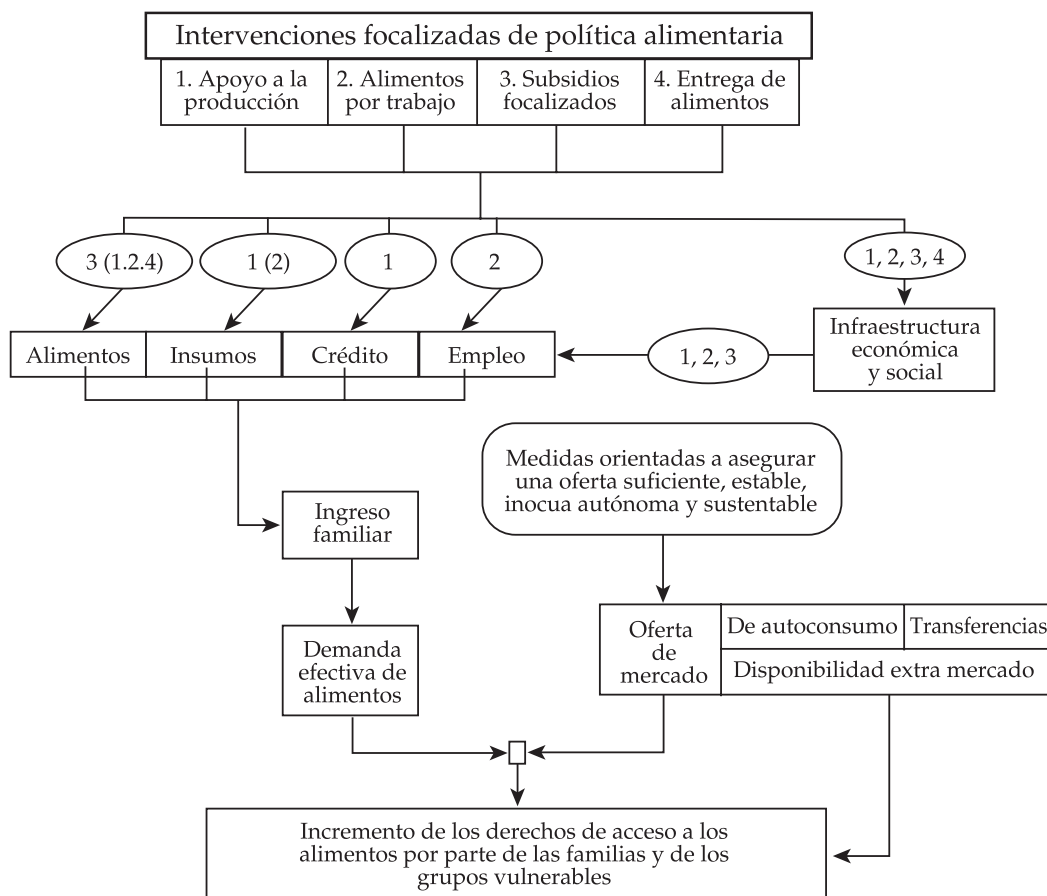 Intervenciones focalizadas de política alimentaria
1. Apoyo a la
producción
2. Alimentos
por trabajo
3. Subsidios
focalizados
4. Entrega de
alimentos
3 (1.2.4)
1 (2)
1
2
1, 2, 3, 4
Alimentos
Insumos
Crédito
Empleo
1, 2, 3
Infraestructura
económica
y social
Medidas orientadas a asegurar
una oferta suficiente, estable,
inocua autónoma y sustentable
Ingreso
familiar
Demanda
efectiva de
alimentos
Oferta
de
mercado
De autoconsumo
Transferencias
Disponibilidad extra mercado
Incremento de los derechos de acceso a los
alimentos por parte de las familias y de los
grupos vulnerables